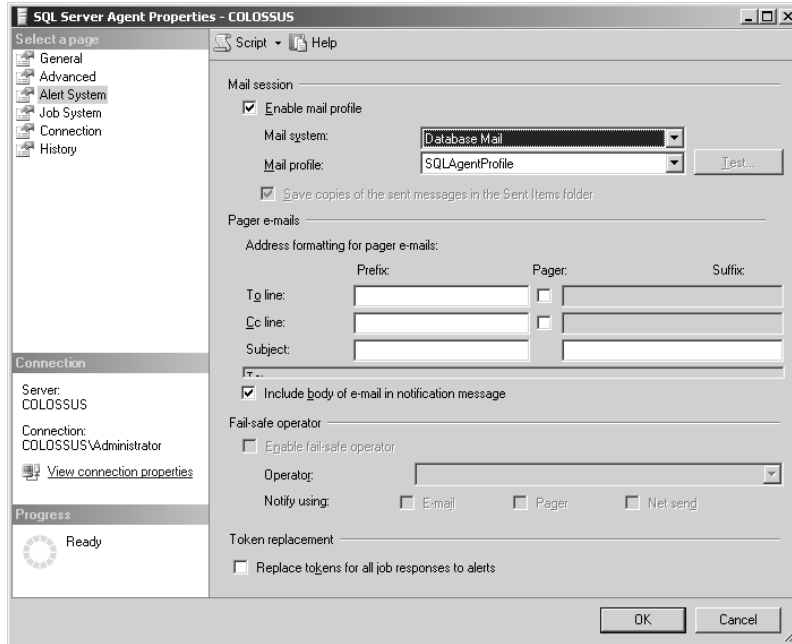 SQL Server Agent Properties - COLOSSUS
Select a page
General
Advanced
Alert System
Job System
Connection
History
Script
Help
Mail session
Enable mail profile
Mail system:
Database Mail
Mail profile:
SQLAgentProfile
Test...
Save copies of the sent messages in the Sent Items folder
Pager e-mails
Address formatting for pager e-mails:
Prefix: Pager: Suffix:
To line:
Cc line:
Subject:
To:
Include body of e-mail in notification message
Fail-safe operator
Enable fail-safe operator
Operator:
Notify using: E-mail Pager Net send
Token replacement
Replace tokens for all job responses to alerts
Connection
Server:
COLOSSUS
Connection:
COLOSSUS\Administrator
View connection properties
Progress
Ready
OK Cancel